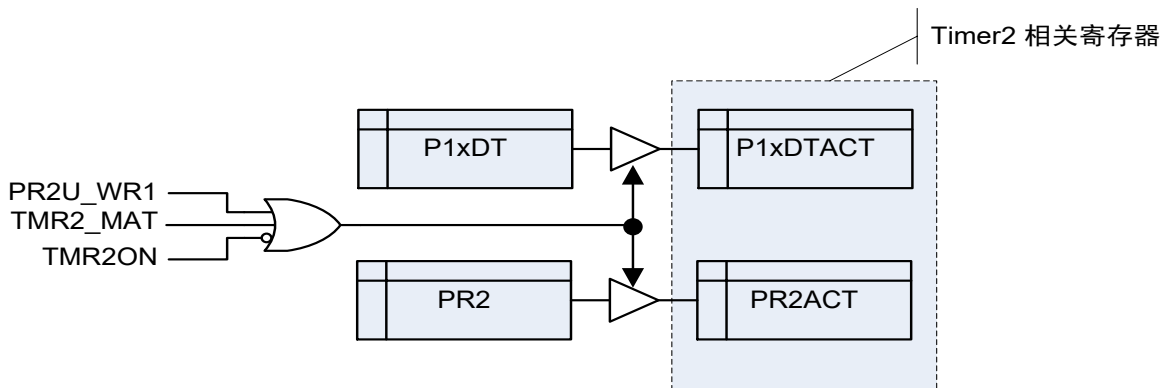 Timer2 相关寄存器
P1xDT
P1xDTACT
PR2U_WR1
TMR2_MAT
TMR2ON
PR2
PR2ACT